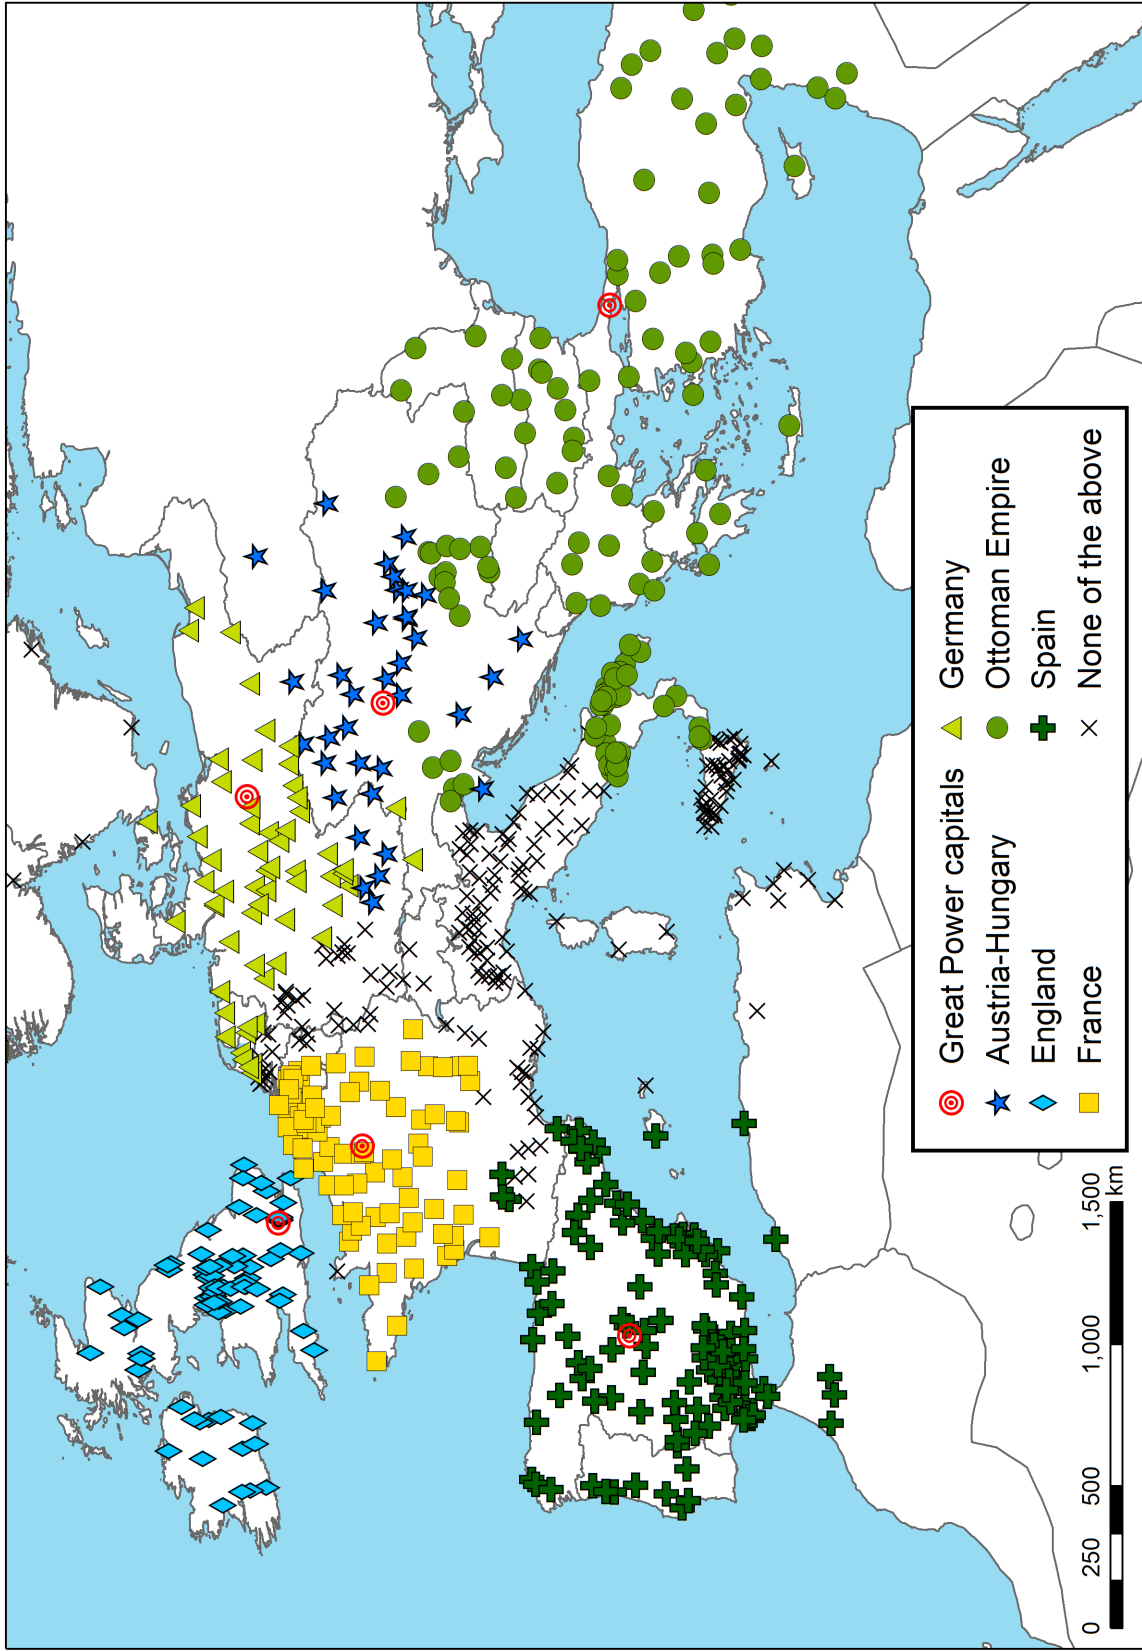 Great Power capitals
Austria-Hungary
England
France
Germany
Ottoman Empire
Spain
None of the above
0 250 500 1,000 1,500
km